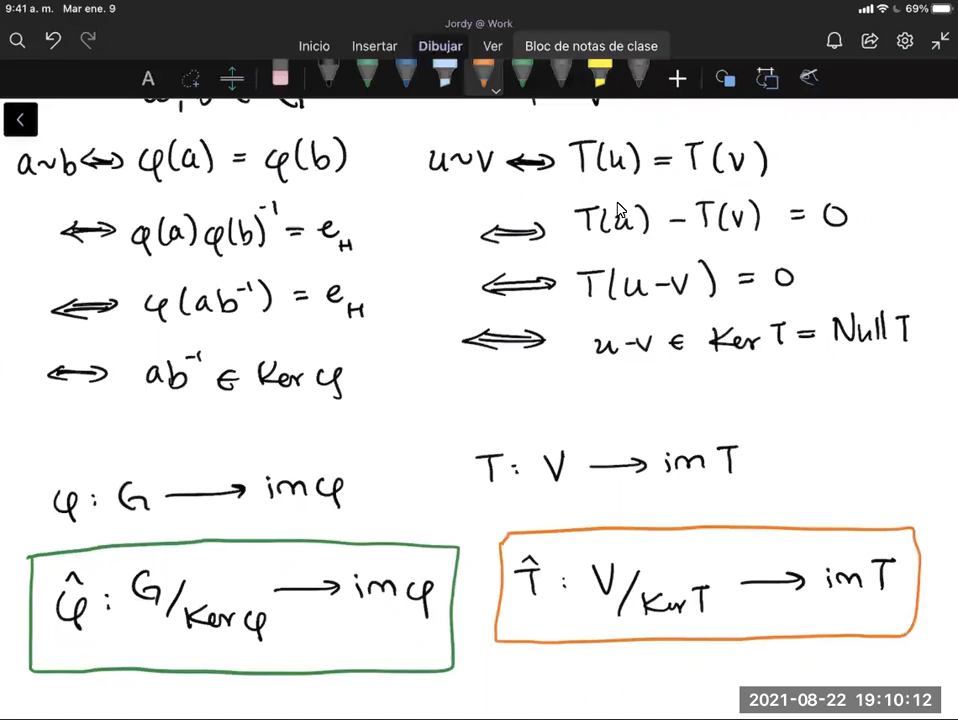 9:41 a. m. Mar ene. 9
69%
Jordy @ Work
Inicio Insertar Dibujar Ver Bloc de notas de clase
A
a~b ⟷ φ(a) = φ(b)
⟷ φ(a)φ(b)⁻¹ = e_H
⟺ φ(ab⁻¹) = e_H
⟷ ab⁻¹ ∈ Ker φ
φ : G ⟶ im φ
φ̂ : G/Ker φ ⟶ im φ
u~v ⟷ T(u) = T(v)
⟺ T(u) − T(v) = 0
⟺ T(u−v) = 0
⟺ u−v ∈ Ker T = Null T
T : V ⟶ im T
T̂ : V/Ker T ⟶ im T
2021-08-22 19:10:12